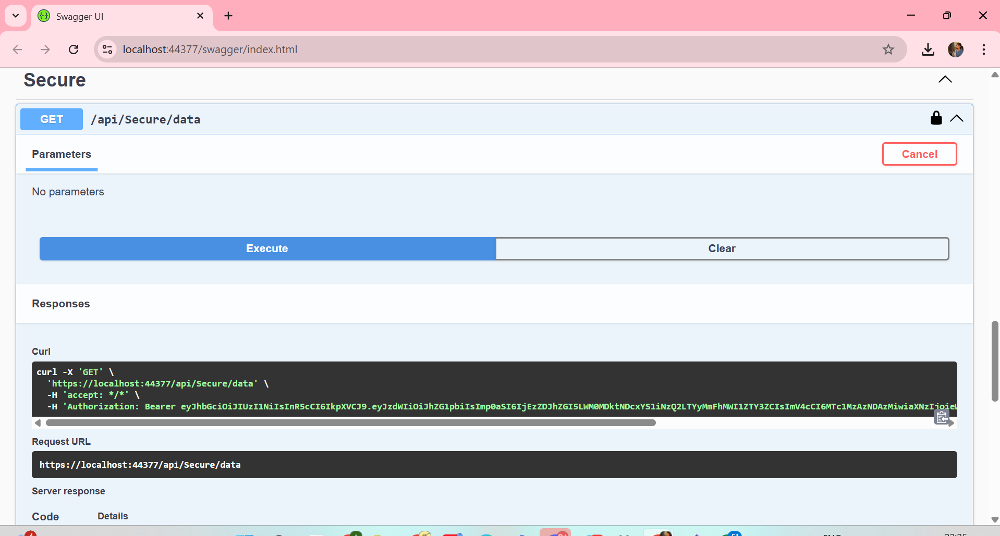 Swagger UI
localhost:44377/swagger/index.html
Secure
GET /api/Secure/data
Parameters
Cancel
No parameters
Execute
Clear
Responses
Curl
curl -X 'GET' \
'https://localhost:44377/api/Secure/data' \
-H 'accept: */*' \
-H 'Authorization: Bearer eyJhbGciOiJIUzI1NiIsInR5cCI6IkpXVCJ9.eyJzdWIiOiJhZG1pbiIsImp0aSI6IjEzZDJhZGI5LWM0MDktNDcxYS1iNzQ2LTYyMmFhMWI1ZTY3ZCIsImV4cCI6MTc1MzAzNDAzMiwiaXNzIjoieW
Request URL
https://localhost:44377/api/Secure/data
Server response
Code
Details